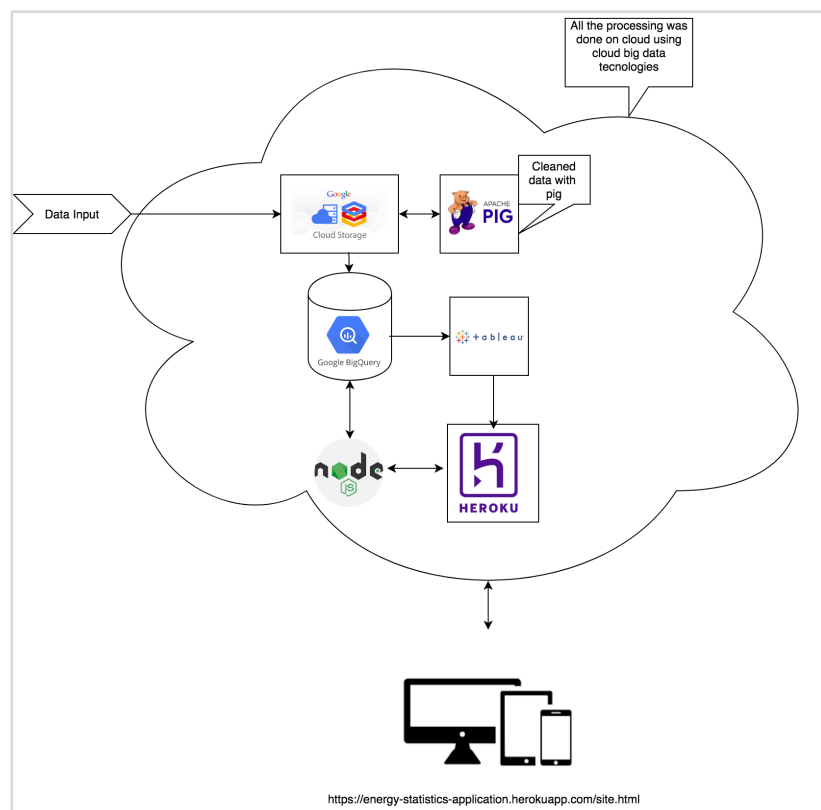 All the processing was
done on cloud using
cloud big data
tecnologies
Cleaned
data with
pig
Google
Cloud Storage
APACHE
PIG
Data Input
Google BigQuery
+ableau
node
JS
HEROKU
https://energy-statistics-application.herokuapp.com/site.html